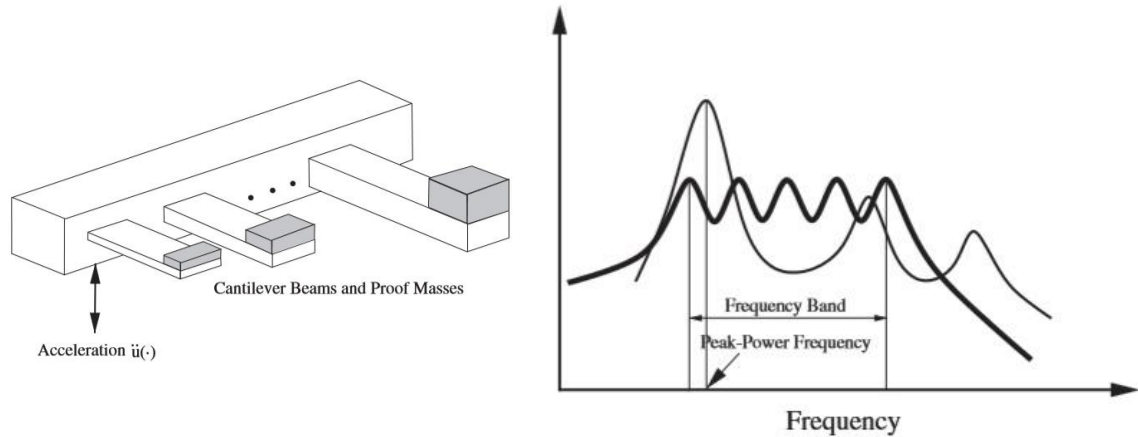 Cantilever Beams and Proof Masses
Acceleration ü(·)
Frequency Band
Peak-Power Frequency
Frequency